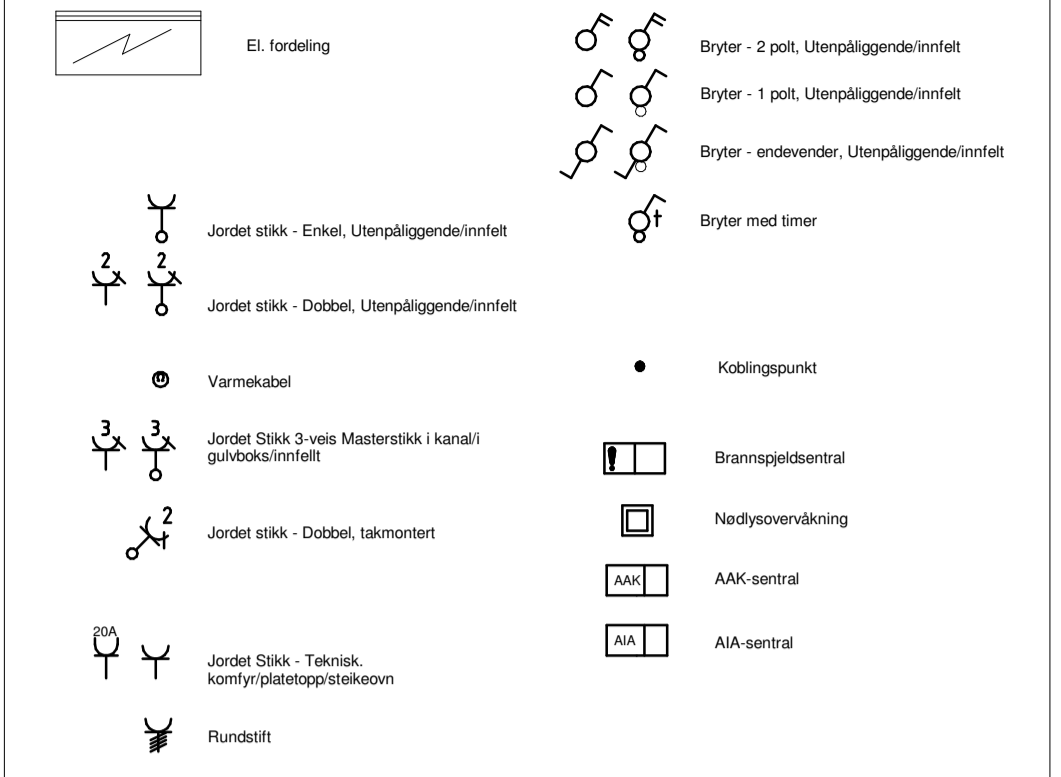 El. fordeling
Jordet stikk - Enkel, Utenpåliggende/innfelt
2 2
Jordet stikk - Dobbel, Utenpåliggende/innfelt
Varmekabel
3 3
Jordet Stikk 3-veis Masterstikk i kanal/i
gulvboks/innfellt
2
Jordet stikk - Dobbel, takmontert
20A
Jordet Stikk - Teknisk.
komfyr/platetopp/steikeovn
Rundstift
Bryter - 2 polt, Utenpåliggende/innfelt
Bryter - 1 polt, Utenpåliggende/innfelt
Bryter - endevender, Utenpåliggende/innfelt
t
Bryter med timer
Koblingspunkt
!
Brannspjeldsentral
Nødlysovervåkning
AAK
AAK-sentral
AIA
AIA-sentral